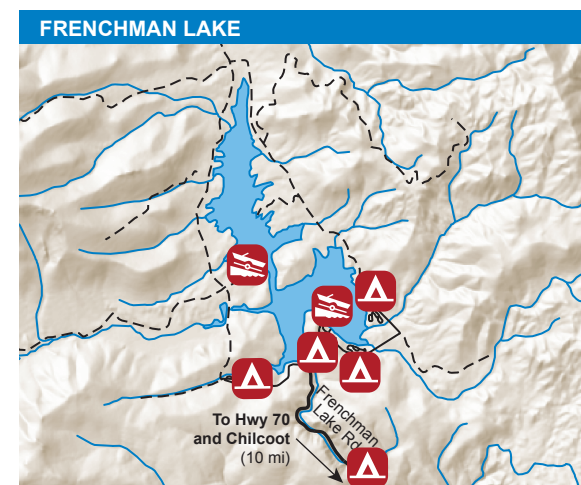 FRENCHMAN LAKE
To Hwy 70
and Chilcoot
(10 mi)
Frenchman
Lake Rd